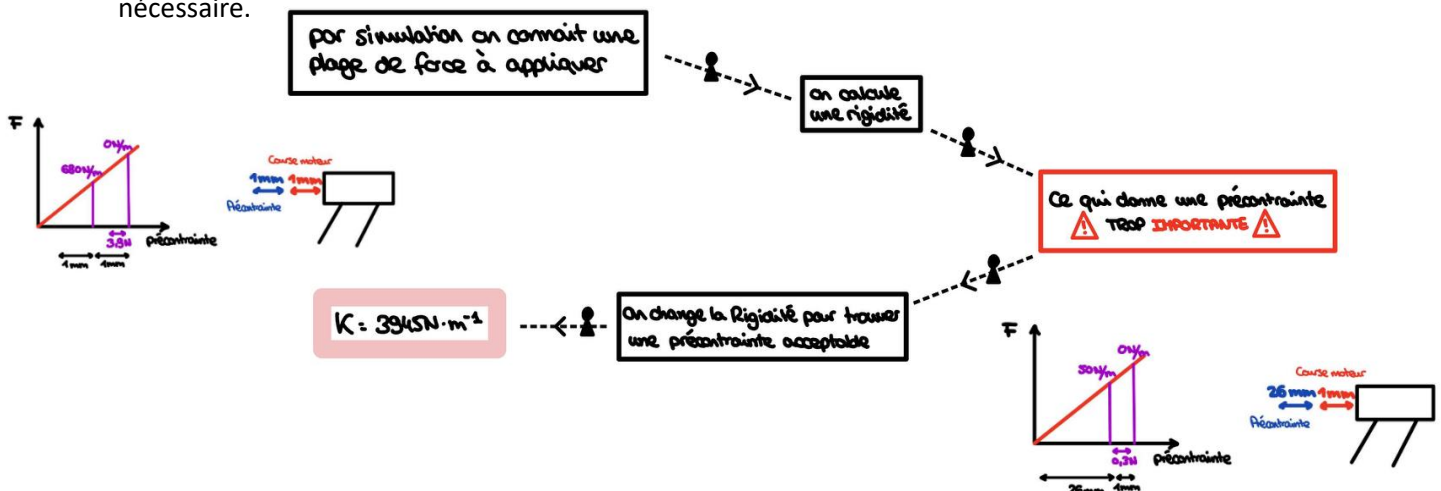 nécessaire.
par simulation on connait une
plage de force à appliquer
on calcule
une rigidité
Ce qui donne une précontrainte
TROP IMPORTANTE
On change la Rigidité pour trouver
une précontrainte acceptable
K = 3945N·m⁻¹
F
680N/m
0N/m
3.9N
précontrainte
1mm
1mm
Course moteur
1mm 1mm
Précontrainte
F
50N/m
0N/m
0,3N
précontrainte
26mm
1mm
Course moteur
26mm 1mm
Précontrainte